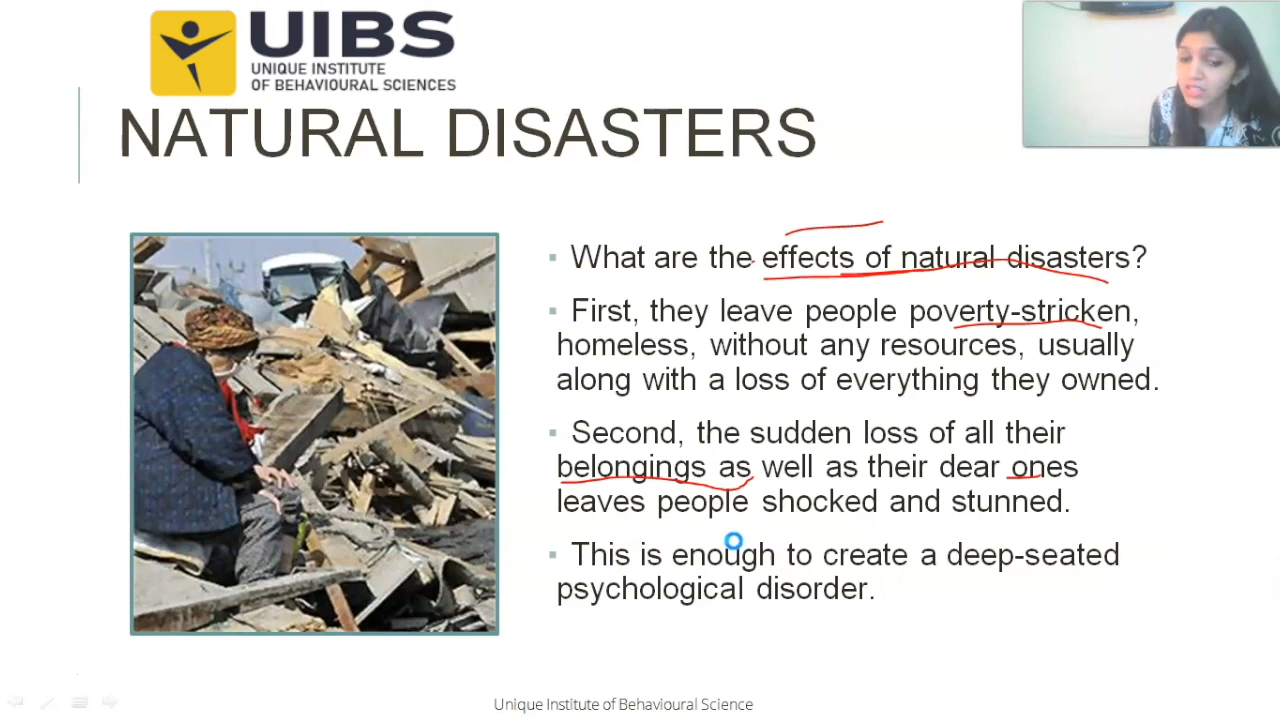 UIBS
UNIQUE INSTITUTE
OF BEHAVIOURAL SCIENCES
NATURAL DISASTERS
What are the effects of natural disasters?
First, they leave people poverty-stricken,
homeless, without any resources, usually
along with a loss of everything they owned.
Second, the sudden loss of all their
belongings as well as their dear ones
leaves people shocked and stunned.
This is enough to create a deep-seated
psychological disorder.
Unique Institute of Behavioural Science